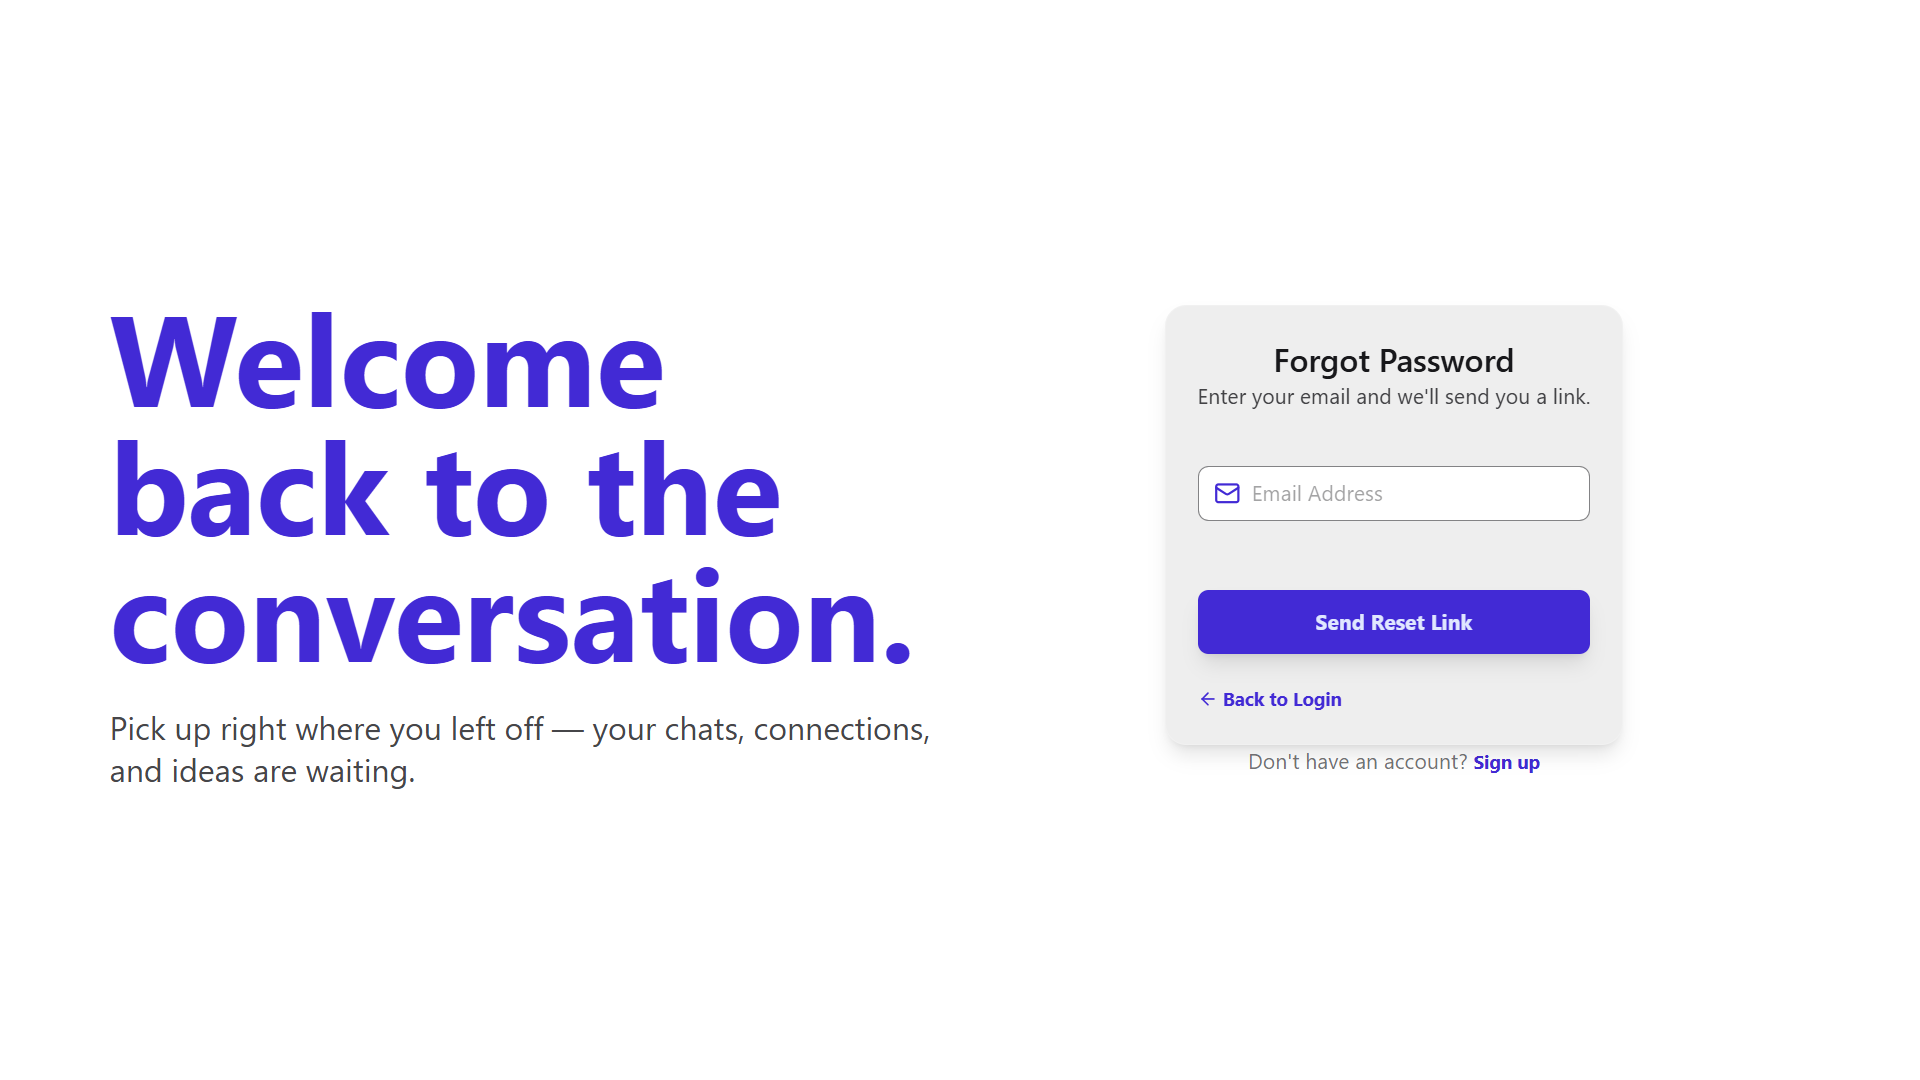 Welcome
back to the
conversation.
Pick up right where you left off — your chats, connections,
and ideas are waiting.
Forgot Password
Enter your email and we'll send you a link.
Email Address
Send Reset Link
Back to Login
Don't have an account? Sign up